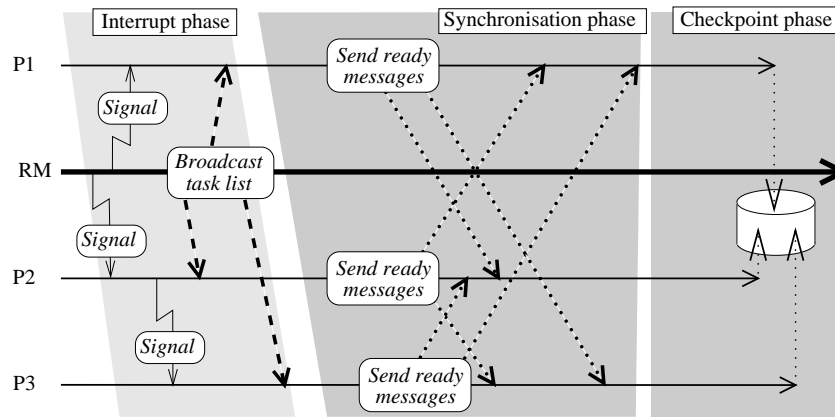 Interrupt phase
Synchronisation phase
Checkpoint phase
P1
Send ready
messages
Signal
RM
Broadcast
task list
Signal
P2
Send ready
messages
Signal
P3
Send ready
messages